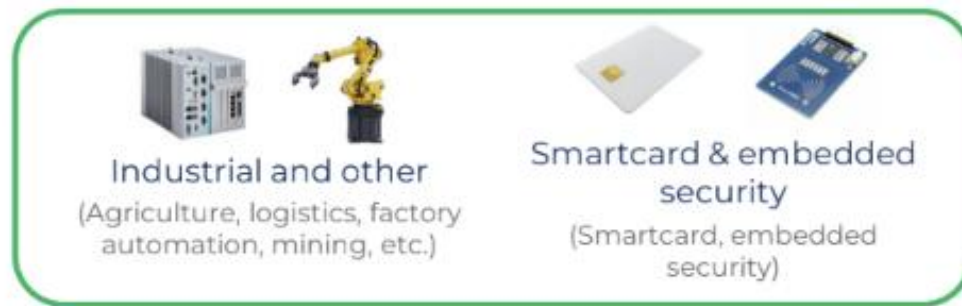 Industrial and other
(Agriculture, logistics, factory
automation, mining, etc.)
Smartcard & embedded
security
(Smartcard, embedded
security)